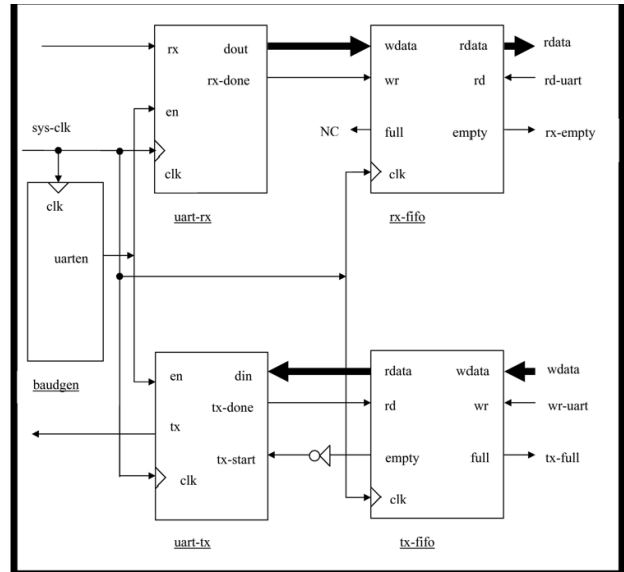 rx
dout
wdata
rdata
rdata
rx-done
wr
rd
rd-uart
en
sys-clk
NC
full
empty
rx-empty
clk
clk
clk
uart-rx
rx-fifo
uarten
baudgen
en
din
rdata
wdata
wdata
tx-done
rd
wr
wr-uart
tx
tx-start
empty
full
tx-full
clk
clk
uart-tx
tx-fifo